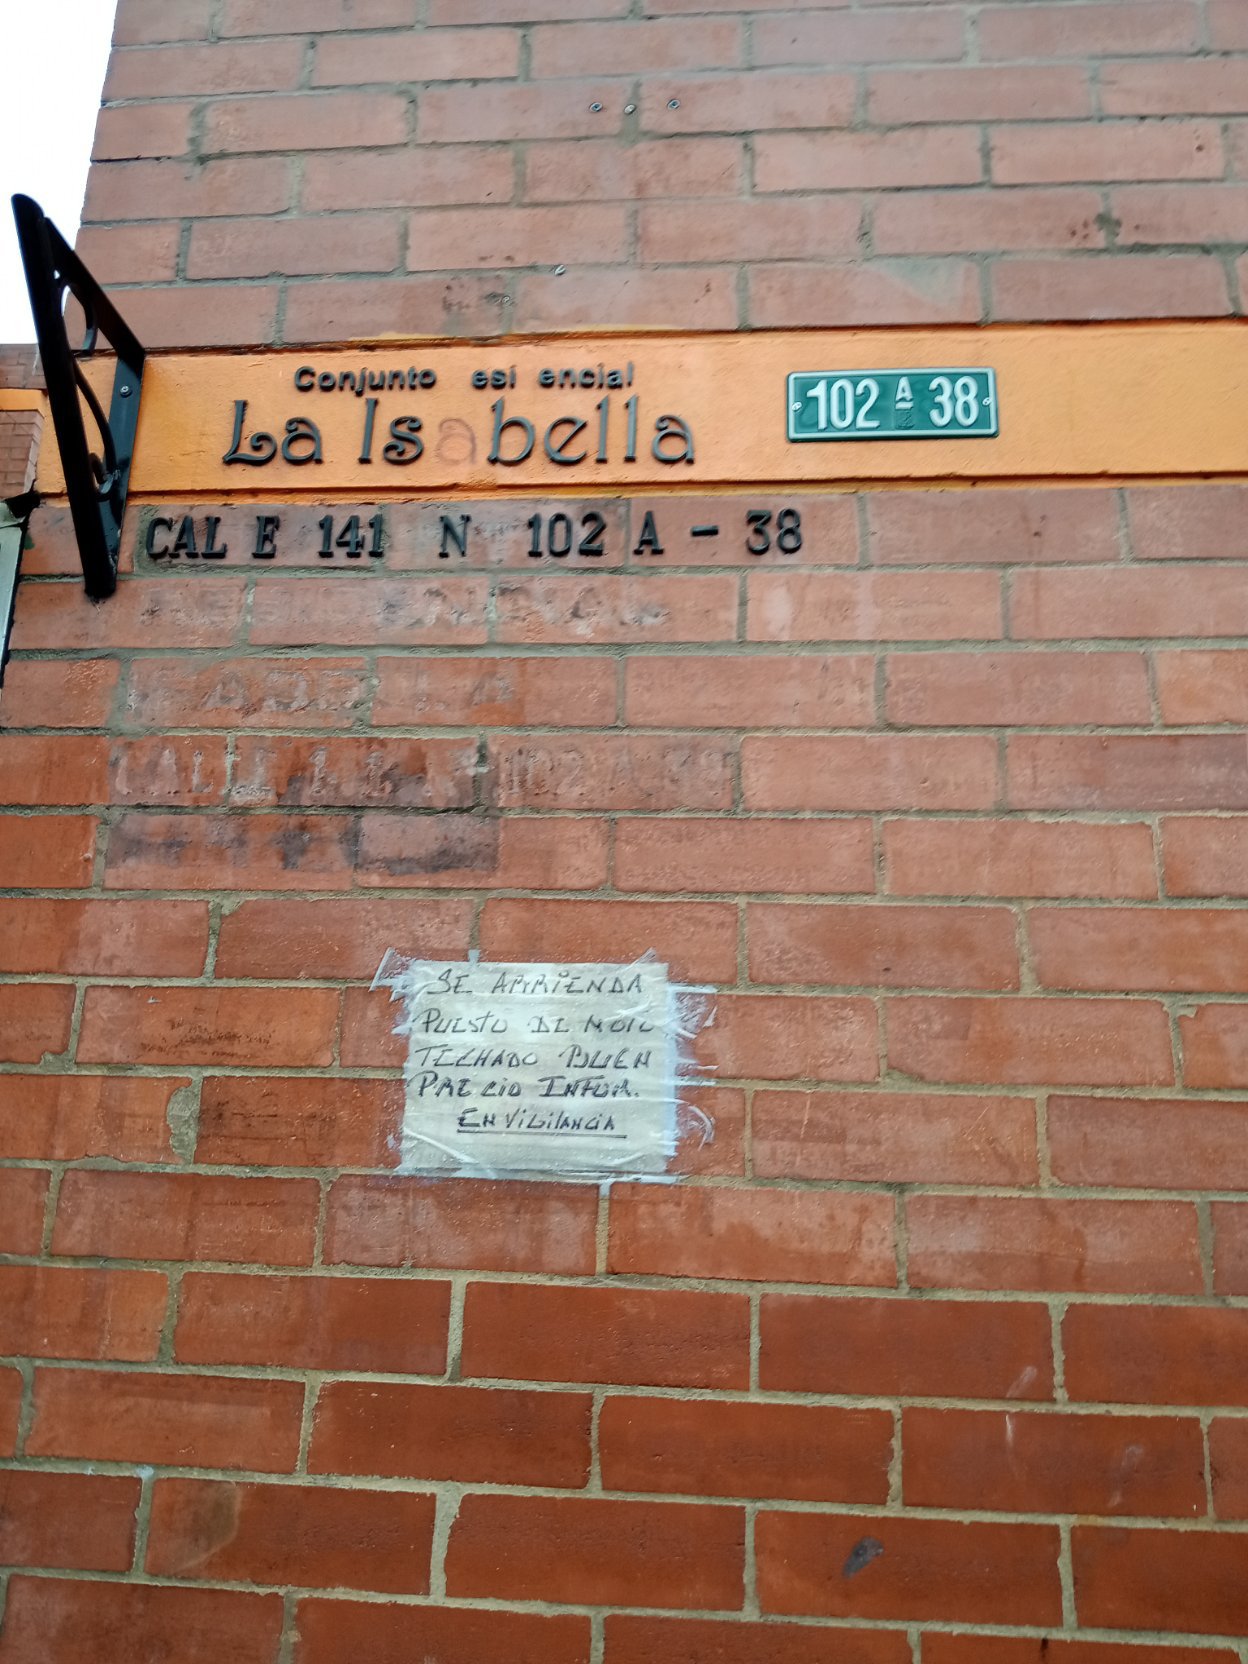 Conjunto esi encial
La Isabella
102 A 38
CAL E 141 N 102 A - 38
SE ARRIENDA
PUESTO DE MOTO
TECHADO BUEN
PRECIO INFOR.
EN VIGILANCIA